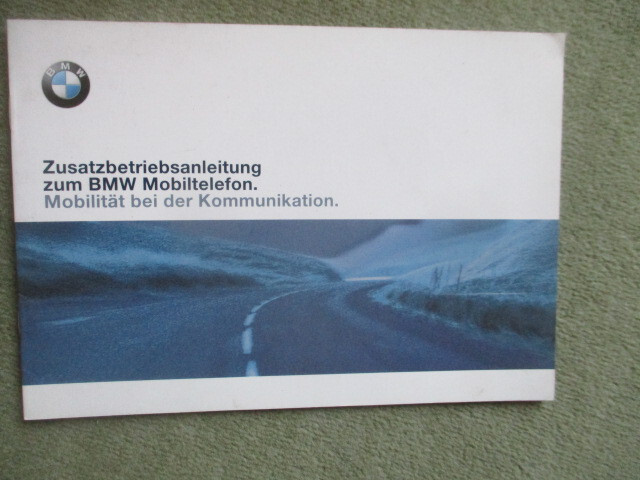 BMW
Zusatzbetriebsanleitung
zum BMW Mobiltelefon.
Mobilität bei der Kommunikation.